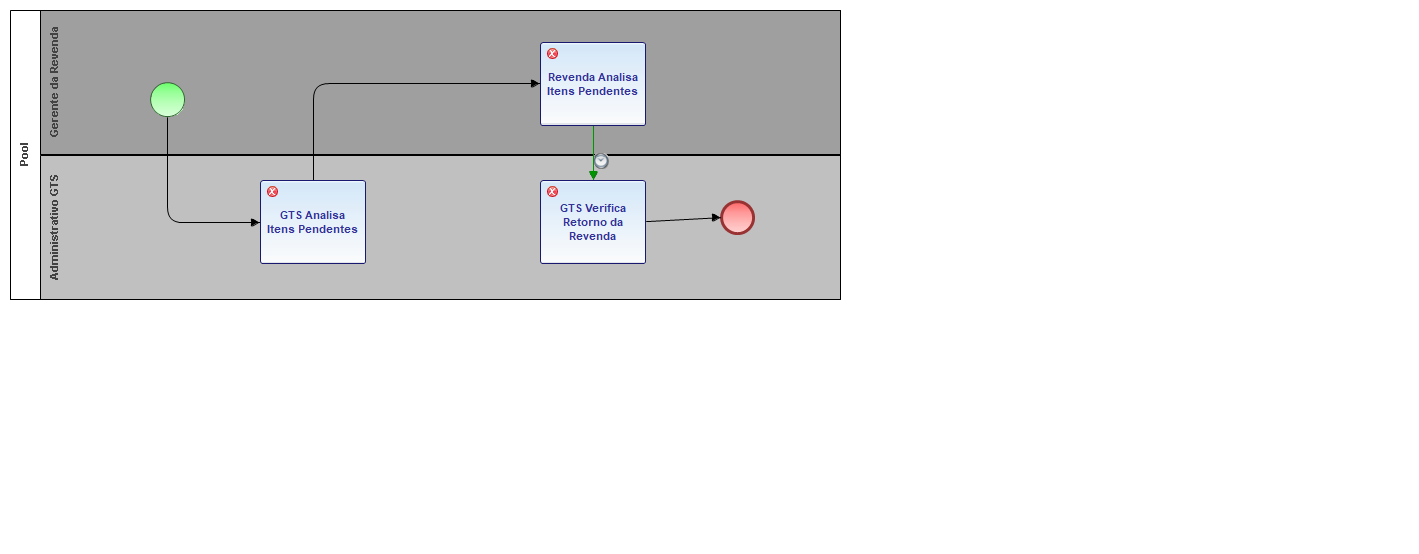 Pool
Gerente da Revenda
Revenda Analisa
Itens Pendentes
Administrativo GTS
GTS Analisa
Itens Pendentes
GTS Verifica
Retorno da
Revenda